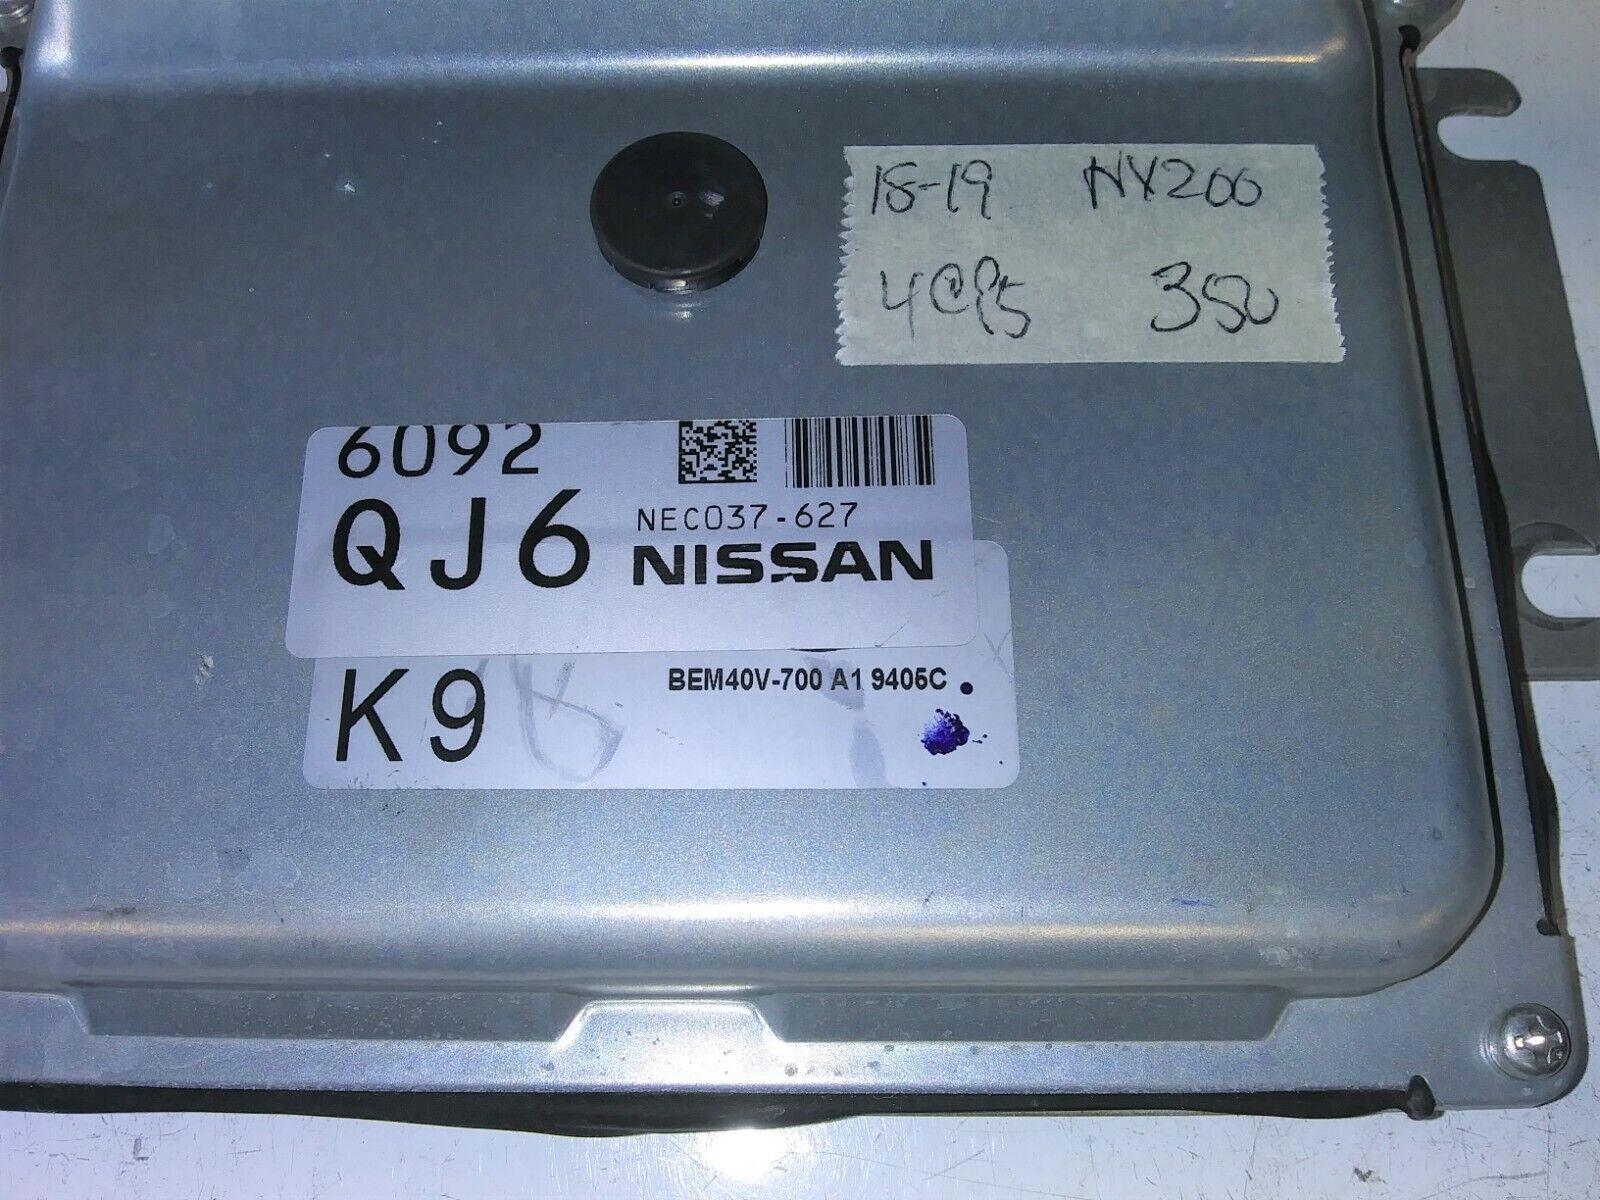 18-19 NV200
350
6092
QJ6 NEC037-627
NISSAN
K9 BEM40V-700 A1 9405C